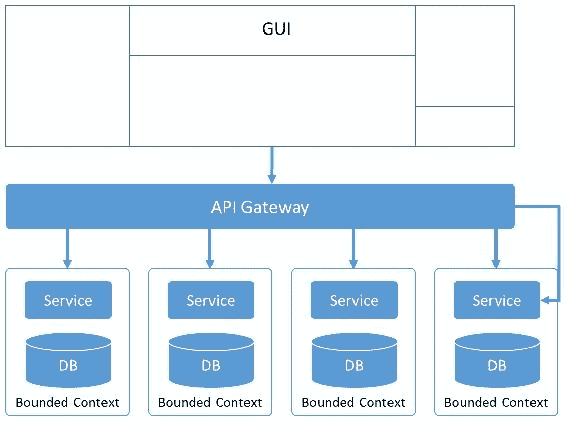 GUI
API Gateway
Service
Service
Service
Service
DB
DB
DB
DB
Bounded Context
Bounded Context
Bounded Context
Bounded Context